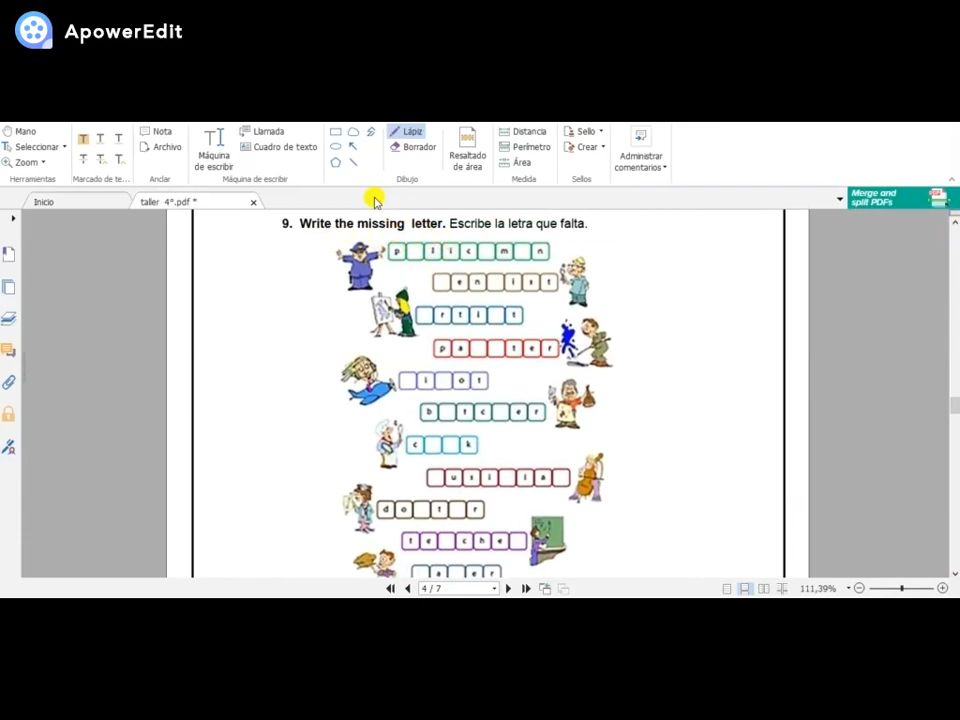 ApowerEdit
Mano
Seleccionar
Zoom
Herramientas
Marcado de te...
Nota
Archivo
Andar
Máquina de escribir
Llamada
Cuadro de texto
Máquina de escribir
Lápiz
Borrador
Dibujo
Resaltado de área
Distancia
Perímetro
Área
Medida
Sello
Crear
Sellos
Administrar comentarios
Inicio
taller 4°.pdf *
Merge and split PDFs
9. Write the missing letter. Escribe la letra que falta.
p l i c m n
e n i s t
r t i t
p a t e r
i o t
b t c e r
c k
u s i i a
d o t r
t e c h e
a e r
4 / 7
111,39%